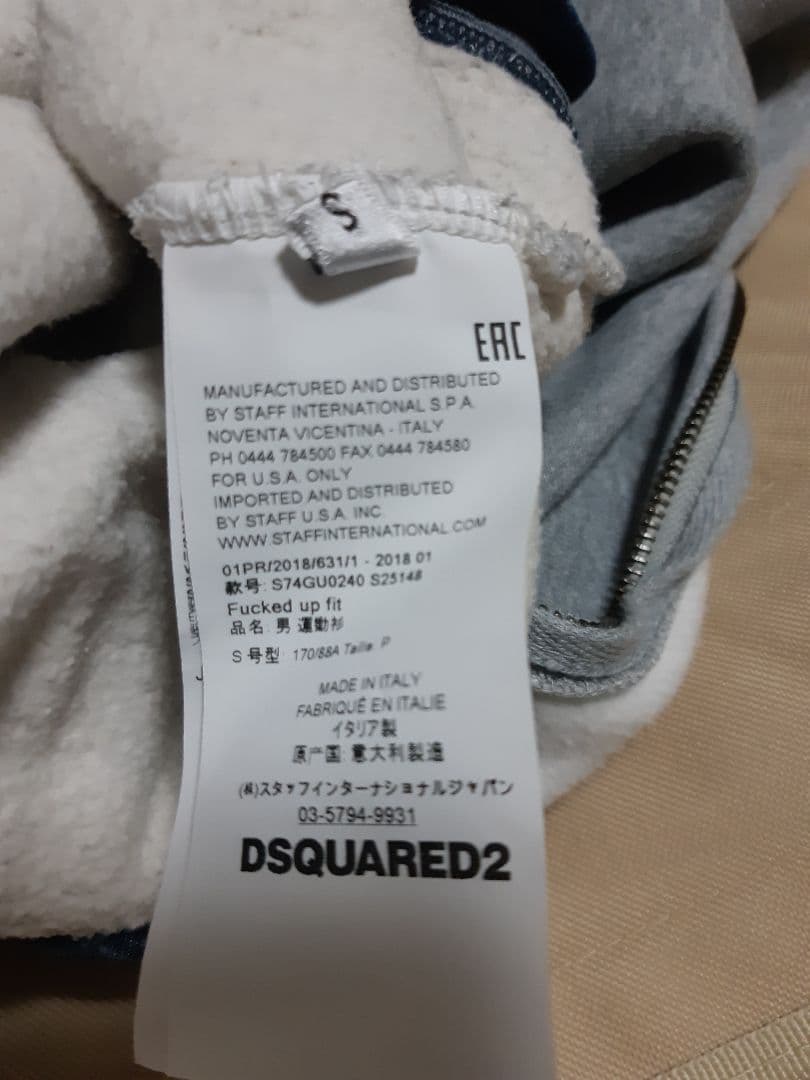 S
EAC
MANUFACTURED AND DISTRIBUTED
BY STAFF INTERNATIONAL S.P.A.
NOVENTA VICENTINA - ITALY
PH 0444 784500 FAX 0444 784580
FOR U.S.A. ONLY
IMPORTED AND DISTRIBUTED
BY STAFF U.S.A. INC.
WWW.STAFFINTERNATIONAL.COM
01PR/2018/631/1 - 2018 01
款号: S74GU0240 S25148
Fucked up fit
品名: 男 運動衫
S 号型: 170/88A Taille: P
MADE IN ITALY
FABRIQUÉ EN ITALIE
イタリア製
原产国: 意大利製造
(株)スタッフインターナショナルジャパン
03-5794-9931
DSQUARED2